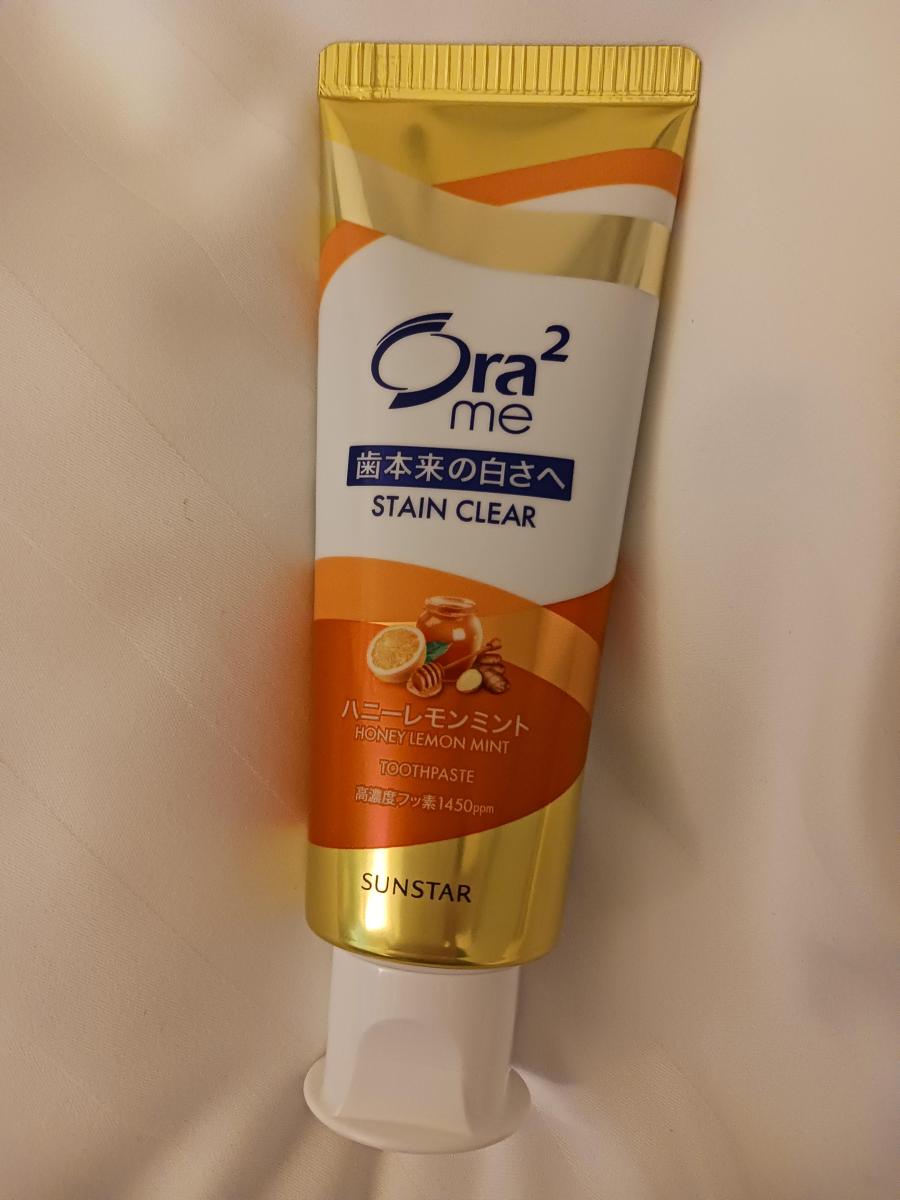 Ora²
me
歯本来の白さへ
STAIN CLEAR
ハニーレモンミント
HONEY LEMON MINT
TOOTHPASTE
高濃度フッ素1450ppm
SUNSTAR